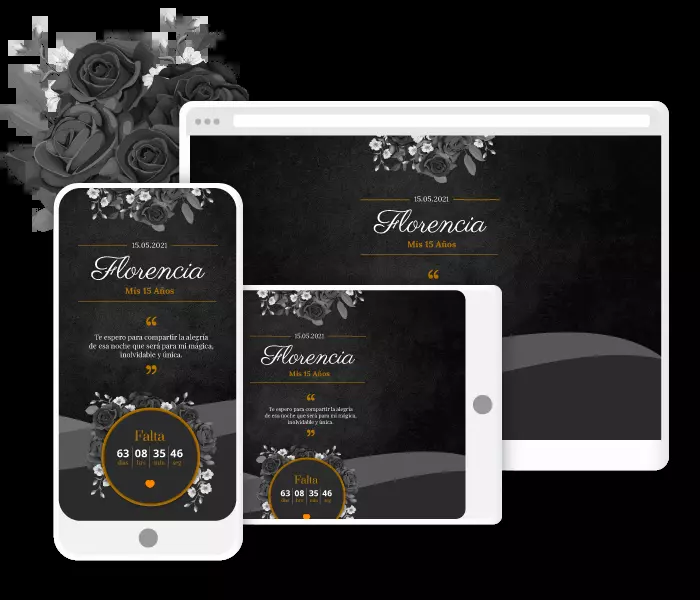 15.05.2021
Florencia
Mis 15 Años
“
15.05.2021
Florencia
Mis 15 Años
“
Te espero para compartir la alegría
de esa noche que será para mi mágica,
inolvidable y única.
”
Falta
63 08 35 46
días hrs min seg
15.05.2021
Florencia
Mis 15 Años
“
Te espero para compartir la alegría
de esa noche que será para mi mágica,
inolvidable y única.
”
Falta
63 08 35 46
días hrs min seg